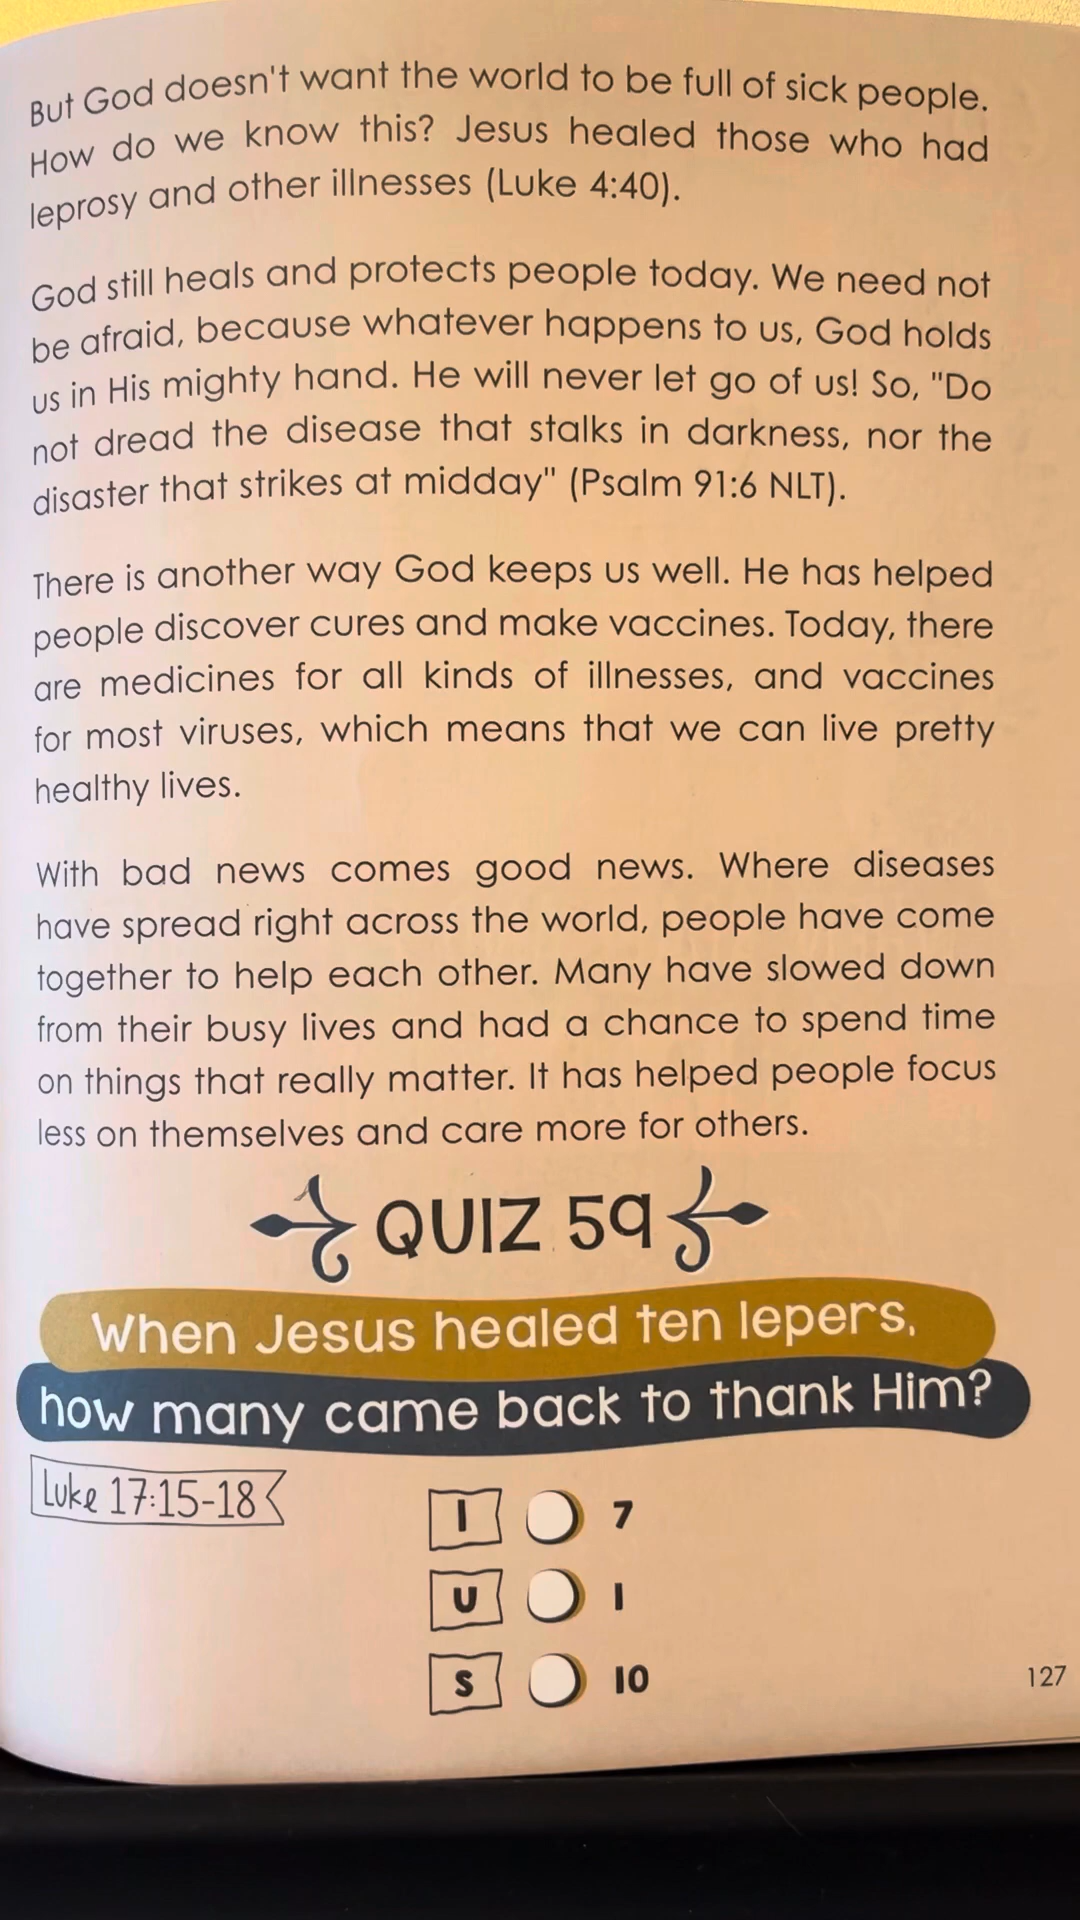 But God doesn't want the world to be full of sick people.
How do we know this? Jesus healed those who had
leprosy and other illnesses (Luke 4:40).
God still heals and protects people today. We need not
be afraid, because whatever happens to us, God holds
us in His mighty hand. He will never let go of us! So, "Do
not dread the disease that stalks in darkness, nor the
disaster that strikes at midday" (Psalm 91:6 NLT).
There is another way God keeps us well. He has helped
people discover cures and make vaccines. Today, there
are medicines for all kinds of illnesses, and vaccines
for most viruses, which means that we can live pretty
healthy lives.
With bad news comes good news. Where diseases
have spread right across the world, people have come
together to help each other. Many have slowed down
from their busy lives and had a chance to spend time
on things that really matter. It has helped people focus
less on themselves and care more for others.
QUIZ 59
When Jesus healed ten lepers,
how many came back to thank Him?
Luke 17:15-18
I 7
U 1
S 10
127